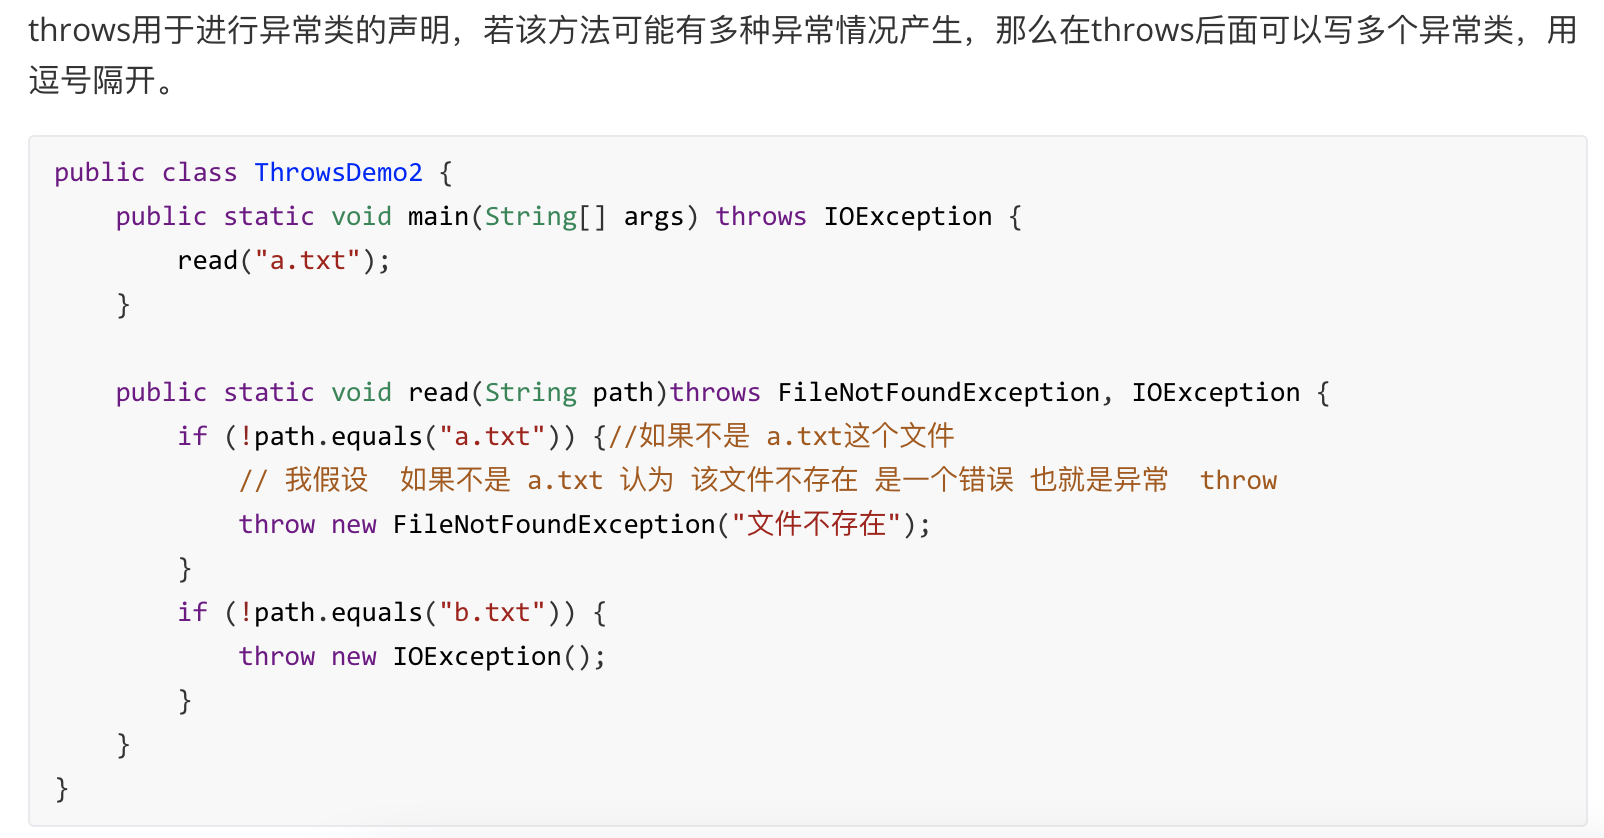 throws用于进行异常类的声明，若该方法可能有多种异常情况产生，那么在throws后面可以写多个异常类，用
逗号隔开。
public class ThrowsDemo2 {
    public static void main(String[] args) throws IOException {
        read("a.txt");
    }
    public static void read(String path)throws FileNotFoundException, IOException {
        if (!path.equals("a.txt")) {//如果不是 a.txt这个文件
            // 我假设  如果不是 a.txt 认为 该文件不存在 是一个错误 也就是异常  throw
            throw new FileNotFoundException("文件不存在");
        }
        if (!path.equals("b.txt")) {
            throw new IOException();
        }
    }
}